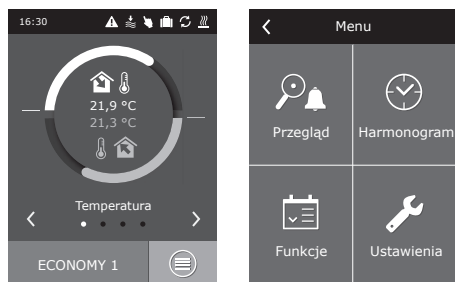 16:30
21,9 °C
21,3 °C
Temperatura
ECONOMY 1
Menu
Przegląd
Harmonogram
Funkcje
Ustawienia